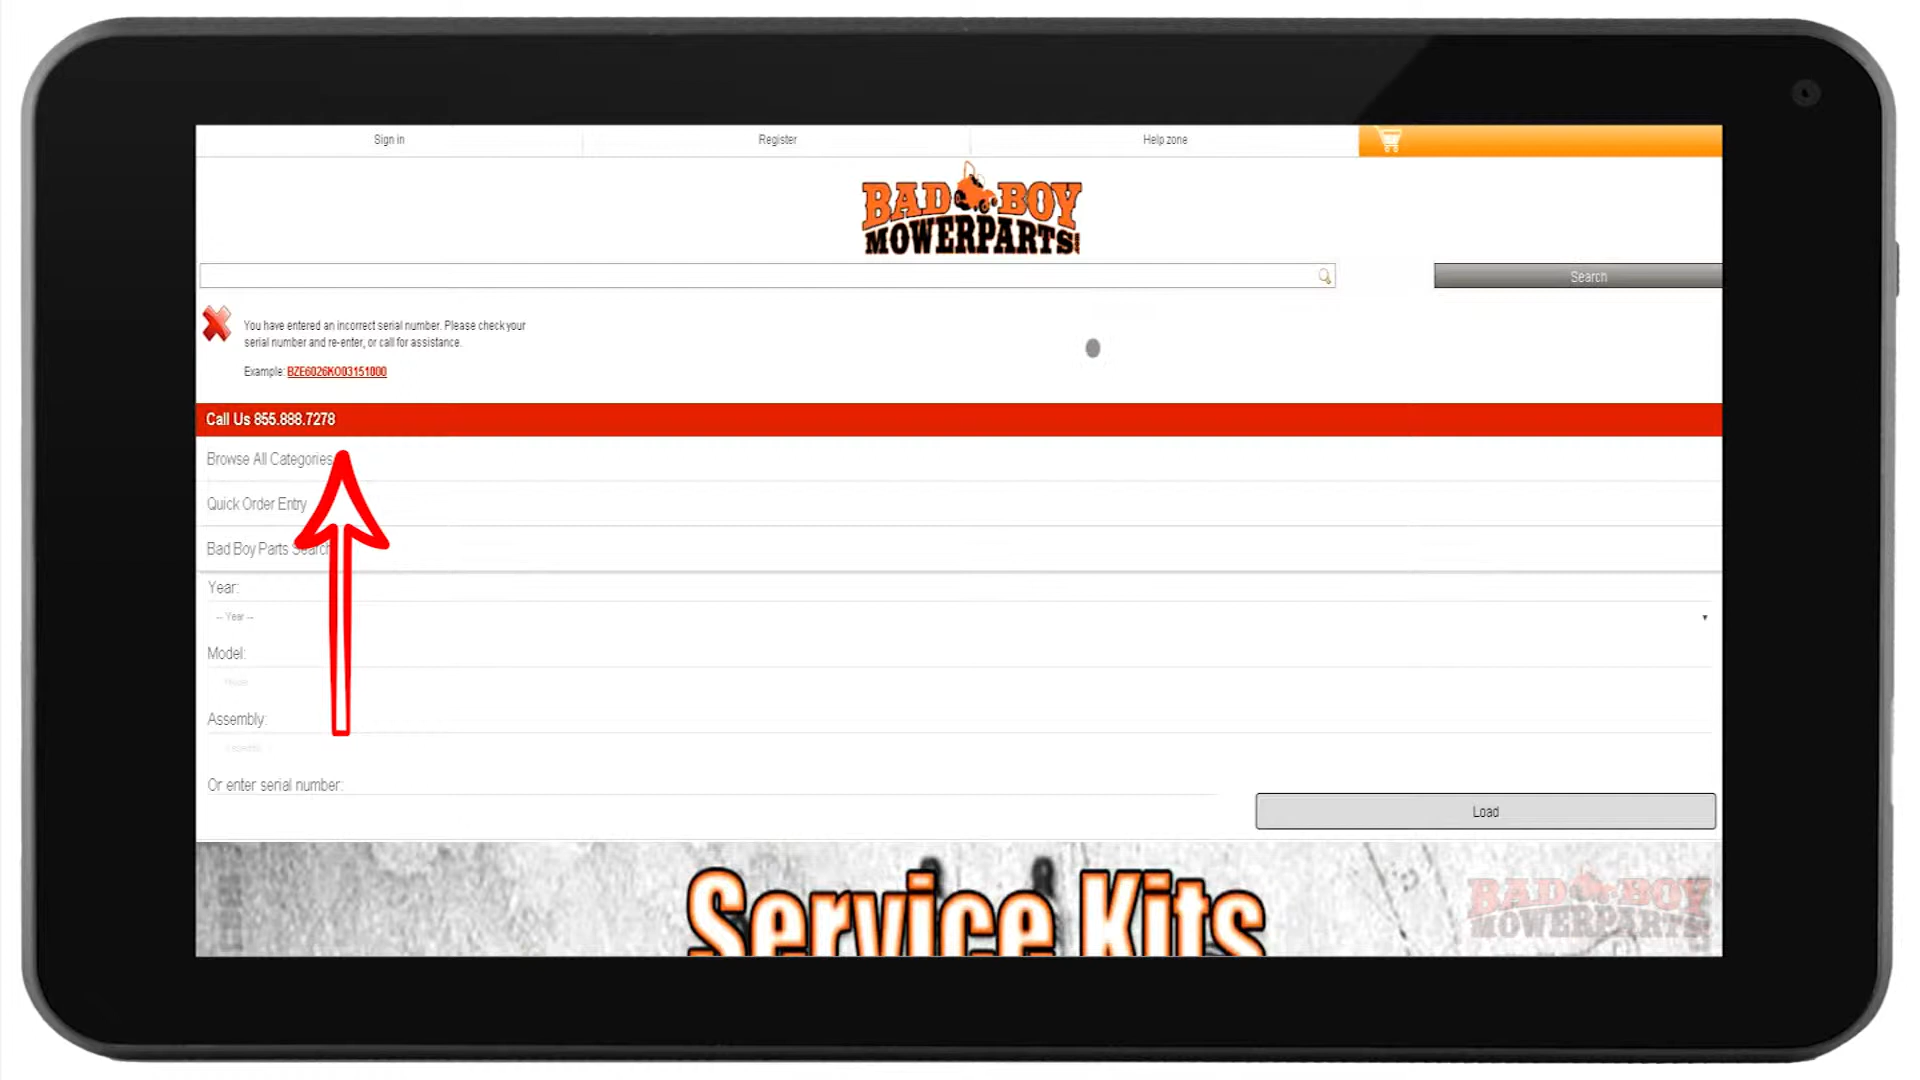 Sign in
Register
Help zone
BAD BOY
MOWERPARTS
Search
You have entered an incorrect serial number. Please check your
serial number and re-enter, or call for assistance.
Example: BZE6026KO03151000
Call Us 855.888.7278
Browse All Categories
Quick Order Entry
Bad Boy Parts Search
Year:
-- Year --
Model:
Model
Assembly:
Assembly
Or enter serial number:
Load
Service Kits
BAD BOY
MOWERPARTS